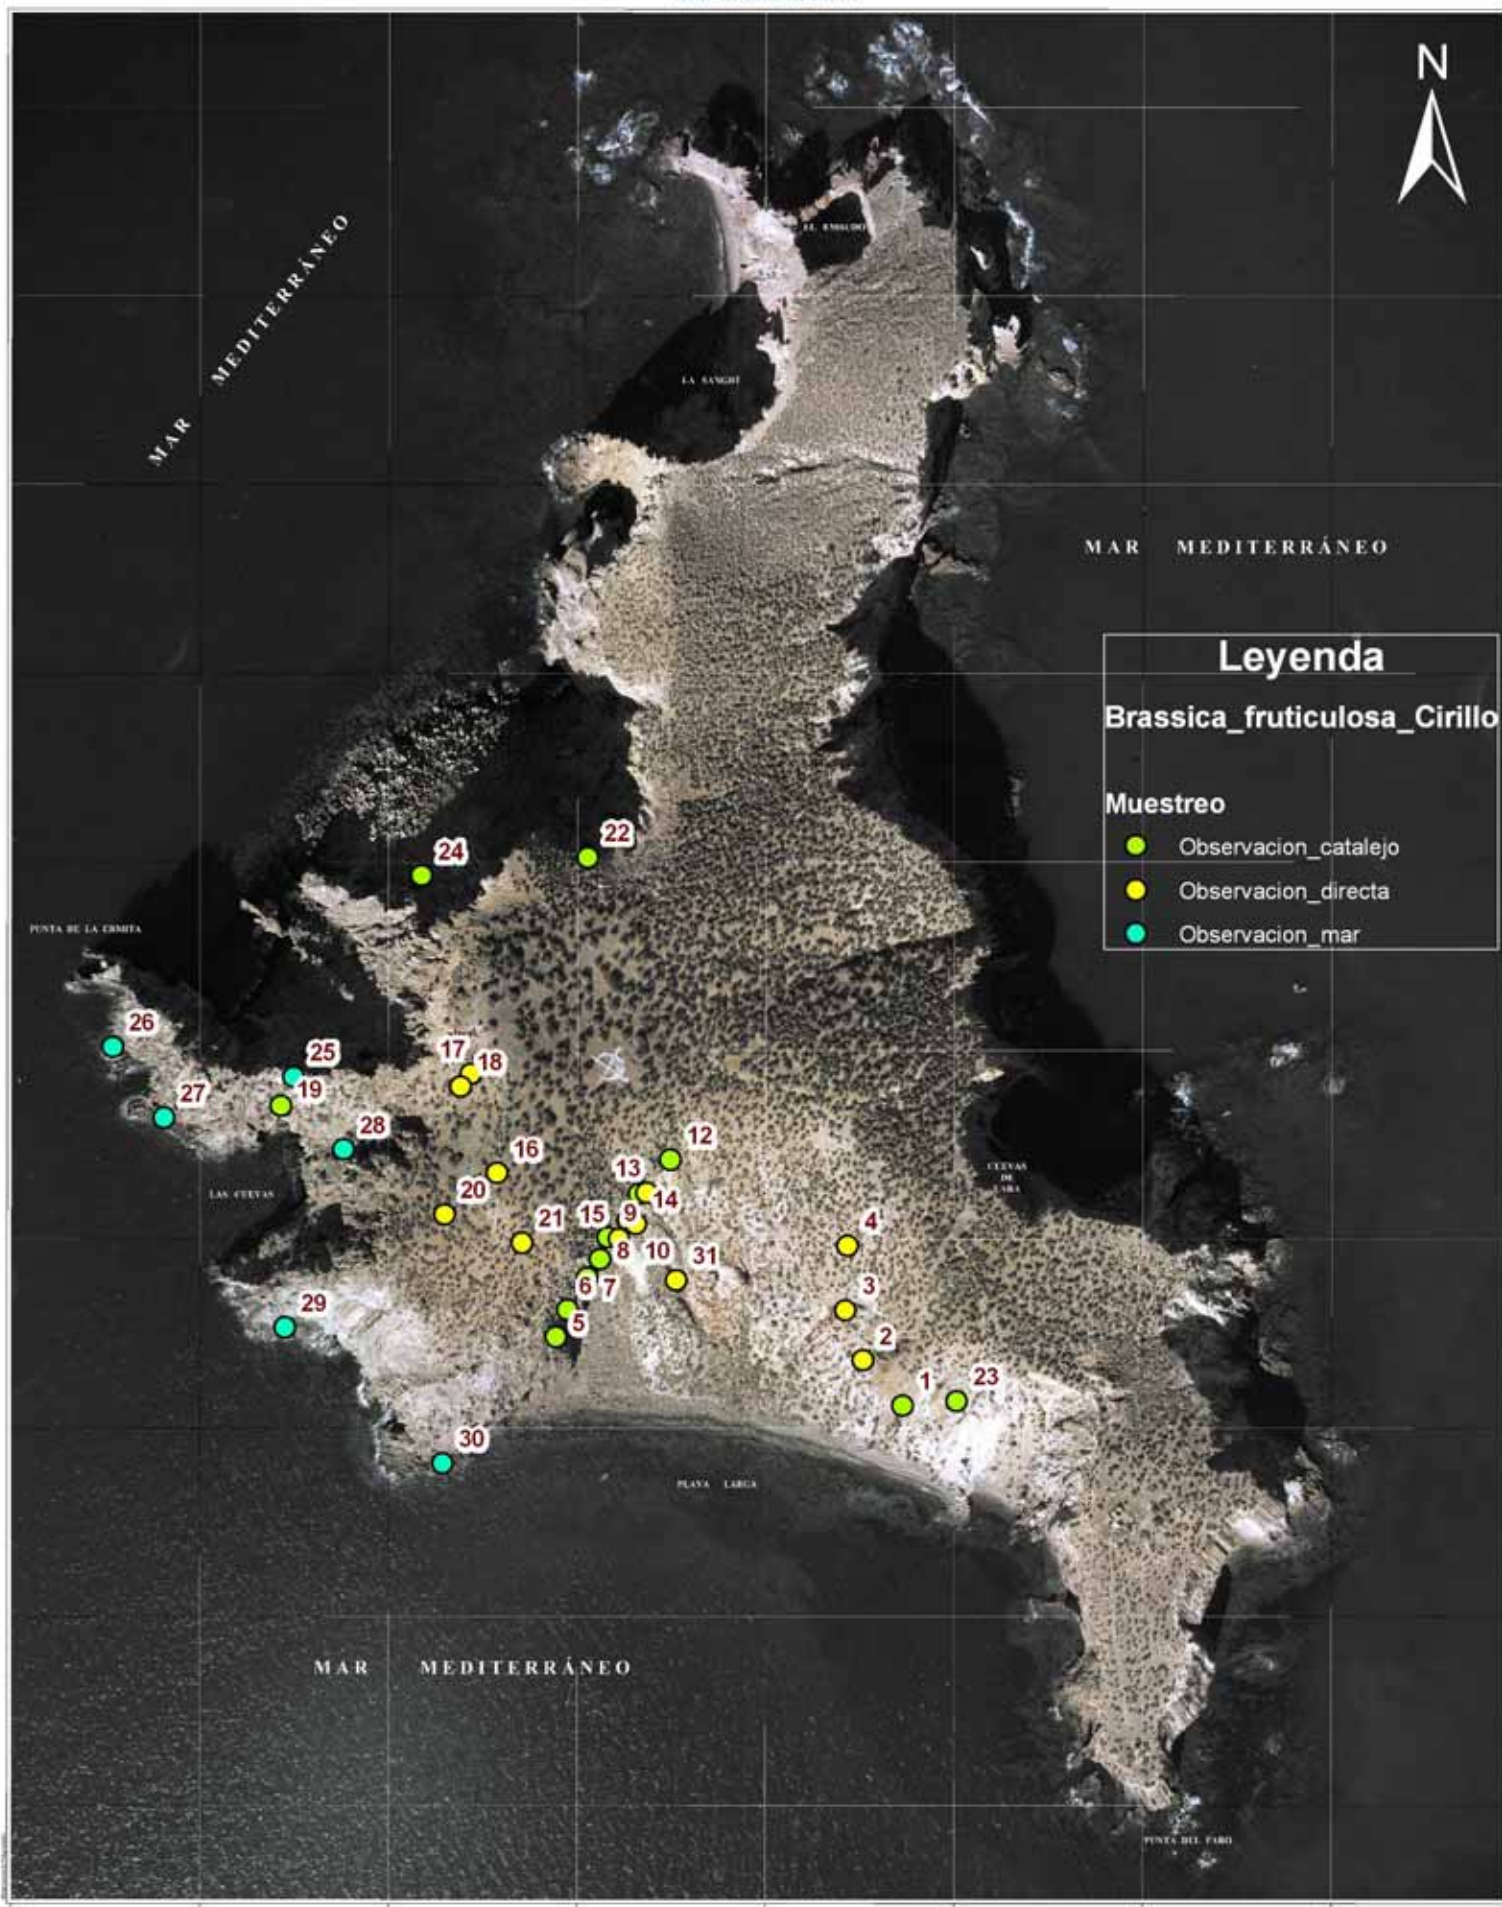 N
MAR MEDITERRÁNEO
EL EMBUDO
LA SANGRE
MAR MEDITERRÁNEO
Leyenda
Brassica_fruticulosa_Cirillo
Muestreo
Observacion_catalejo
Observacion_directa
Observacion_mar
22
24
PUNTA DE LA ERMITA
26
25
17
18
19
27
28
12
16
13
CUEVAS
DE
LARA
LAS CUEVAS
20
14
21
15
9
4
8
10
31
6
7
3
29
5
2
1
23
30
PLAYA LARGA
MAR MEDITERRÁNEO
PUNTA DEL FARO